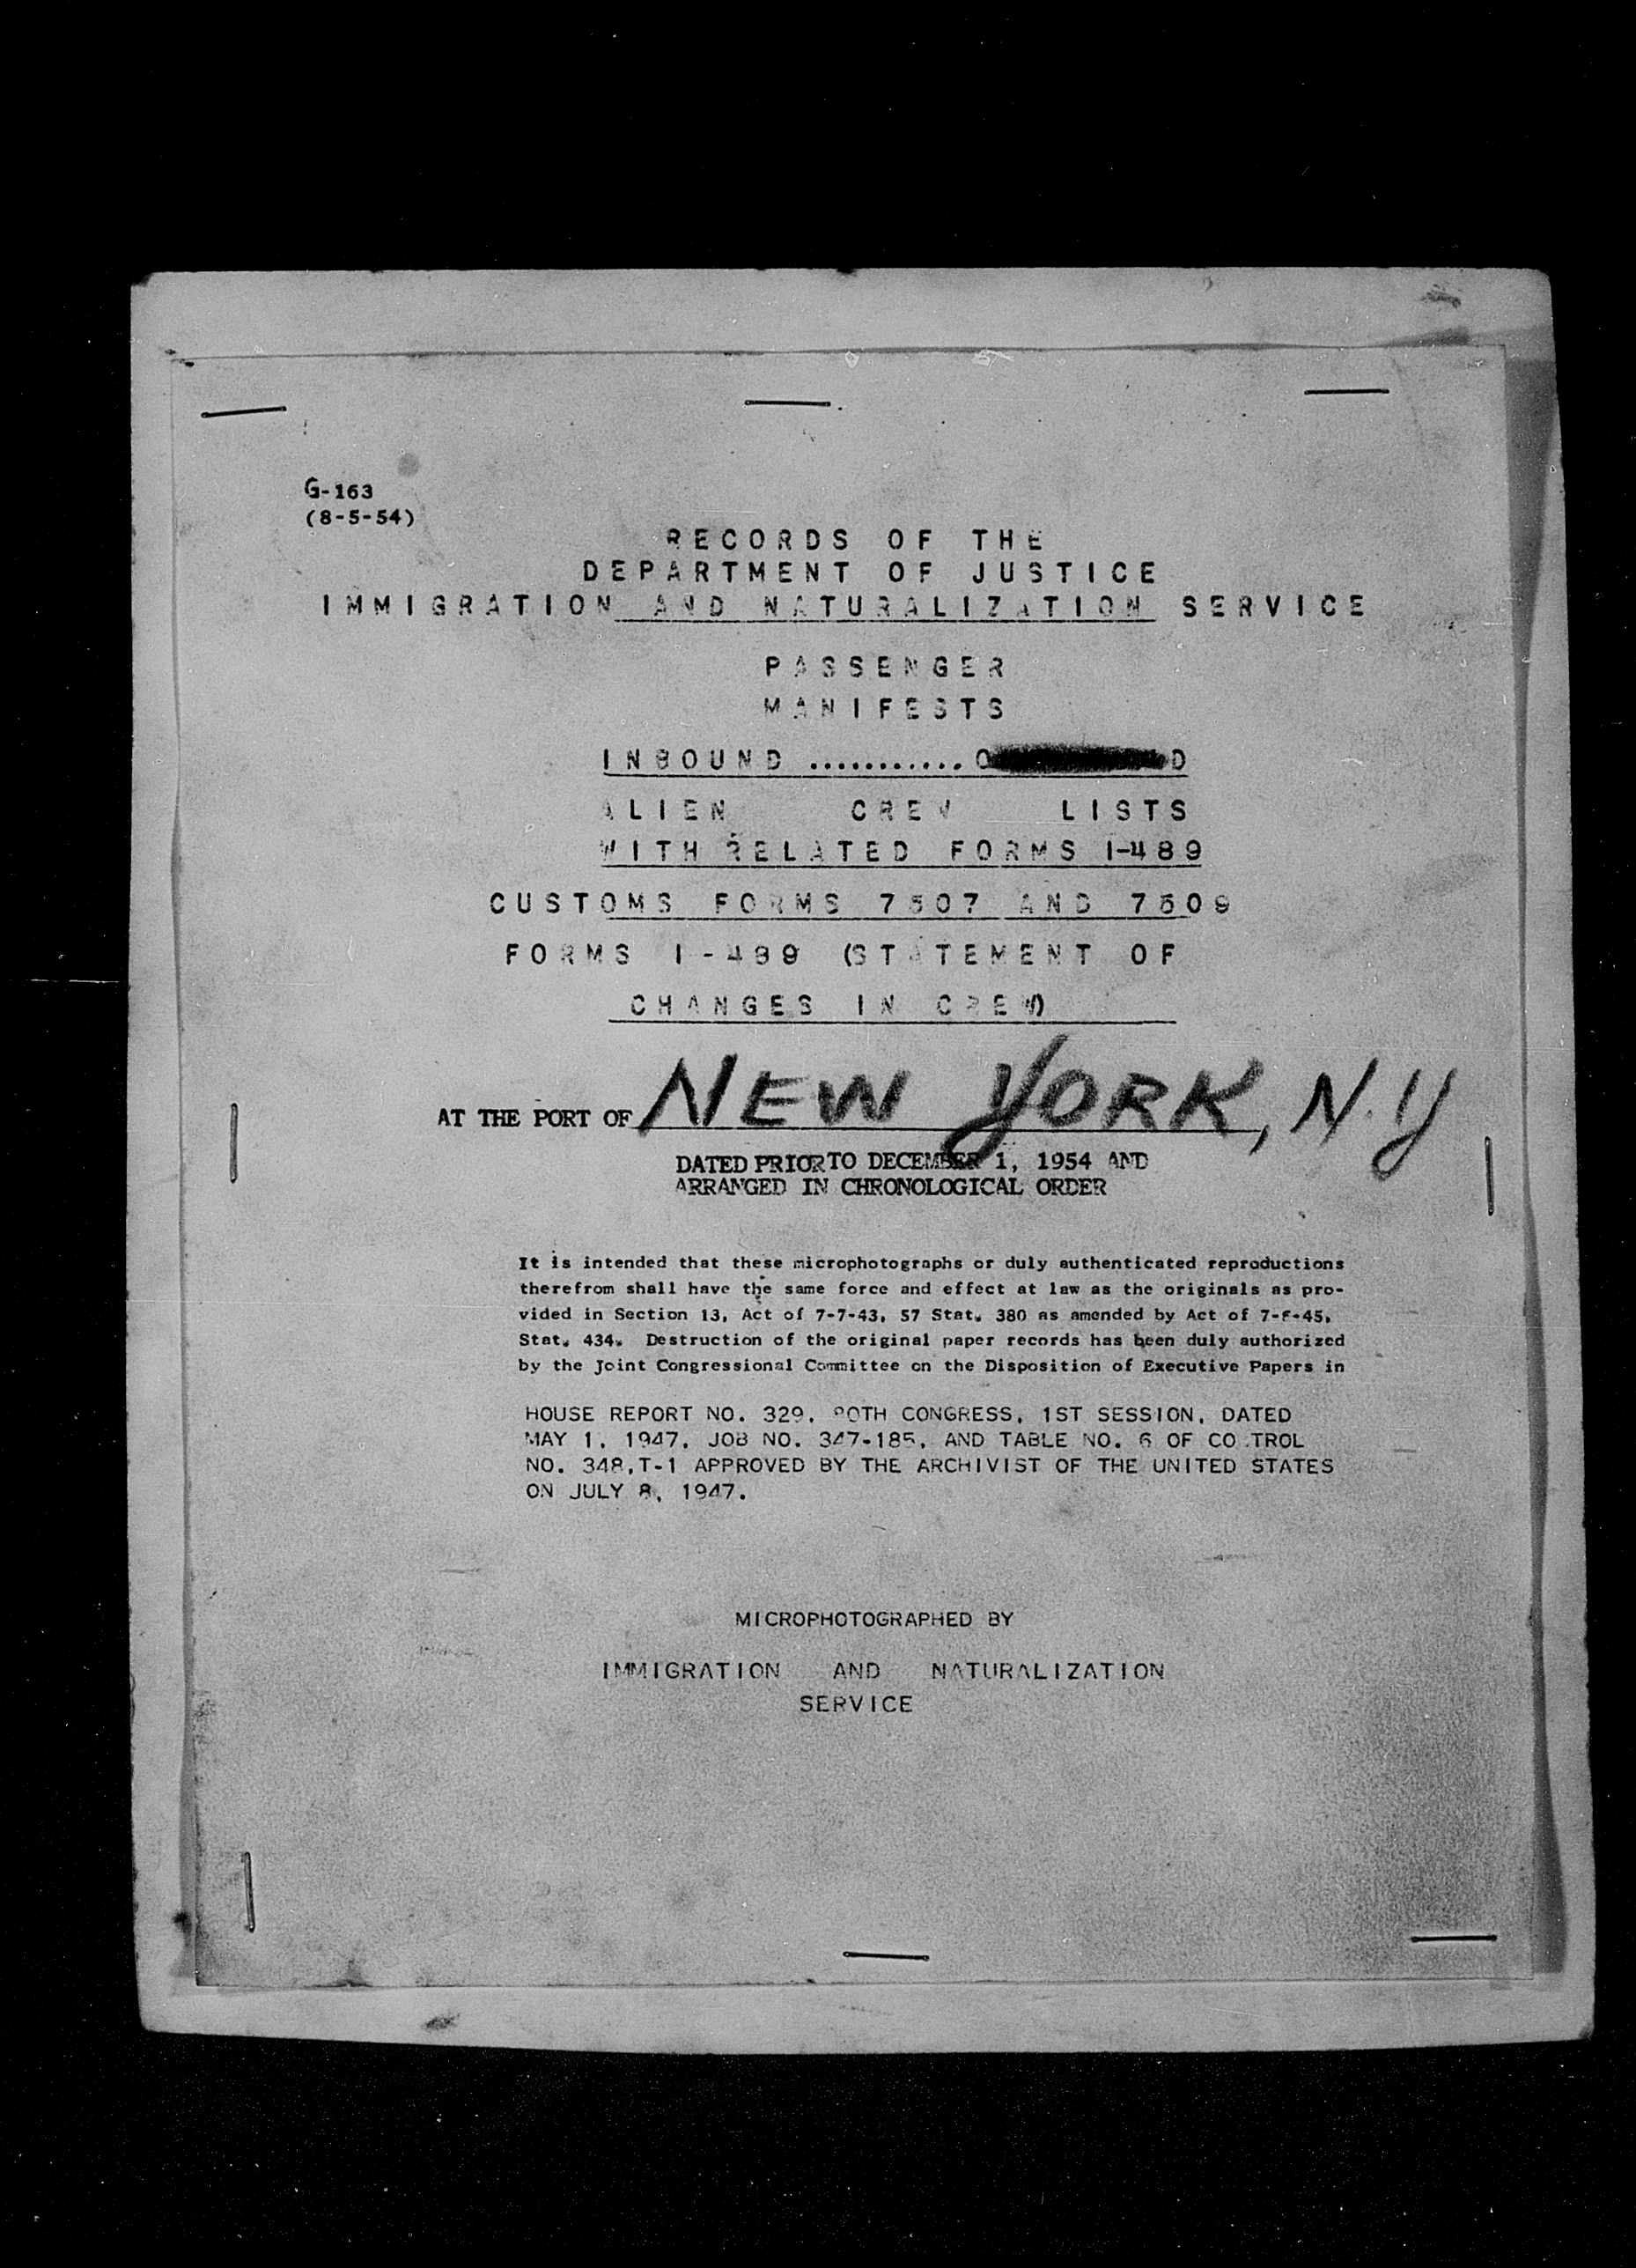 G-163
(8-5-54)
RECORDS OF THE
DEPARTMENT OF JUSTICE
IMMIGRATION AND NATURALIZATION SERVICE
PASSENGER
MANIFESTS
INBOUND ...........
ALIEN CREW LISTS
WITH RELATED FORMS I-489
CUSTOMS FORMS 7507 AND 7509
FORMS I-489 (STATEMENT OF
CHANGES IN CREW)
AT THE PORT OF NEW YORK, N.Y
DATED PRIOR TO DECEMBER 1, 1954 AND
ARRANGED IN CHRONOLOGICAL ORDER
It is intended that these microphotographs or duly authenticated reproductions
therefrom shall have the same force and effect at law as the originals as pro-
vided in Section 13, Act of 7-7-43, 57 Stat. 380 as amended by Act of
Stat. 434. Destruction of the original paper records has been duly authorized
by the Joint Congressional Committee on the Disposition of Executive Papers in
HOUSE REPORT NO. 329, 80TH CONGRESS, 1ST SESSION, DATED
MAY 1, 1947, JOB NO. 347-185, AND TABLE NO. 6 OF CO TROL
NO. 348,T-1 APPROVED BY THE ARCHIVIST OF THE UNITED STATES
ON JULY 8, 1947.
MICROPHOTOGRAPHED BY
IMMIGRATION AND NATURALIZATION
SERVICE